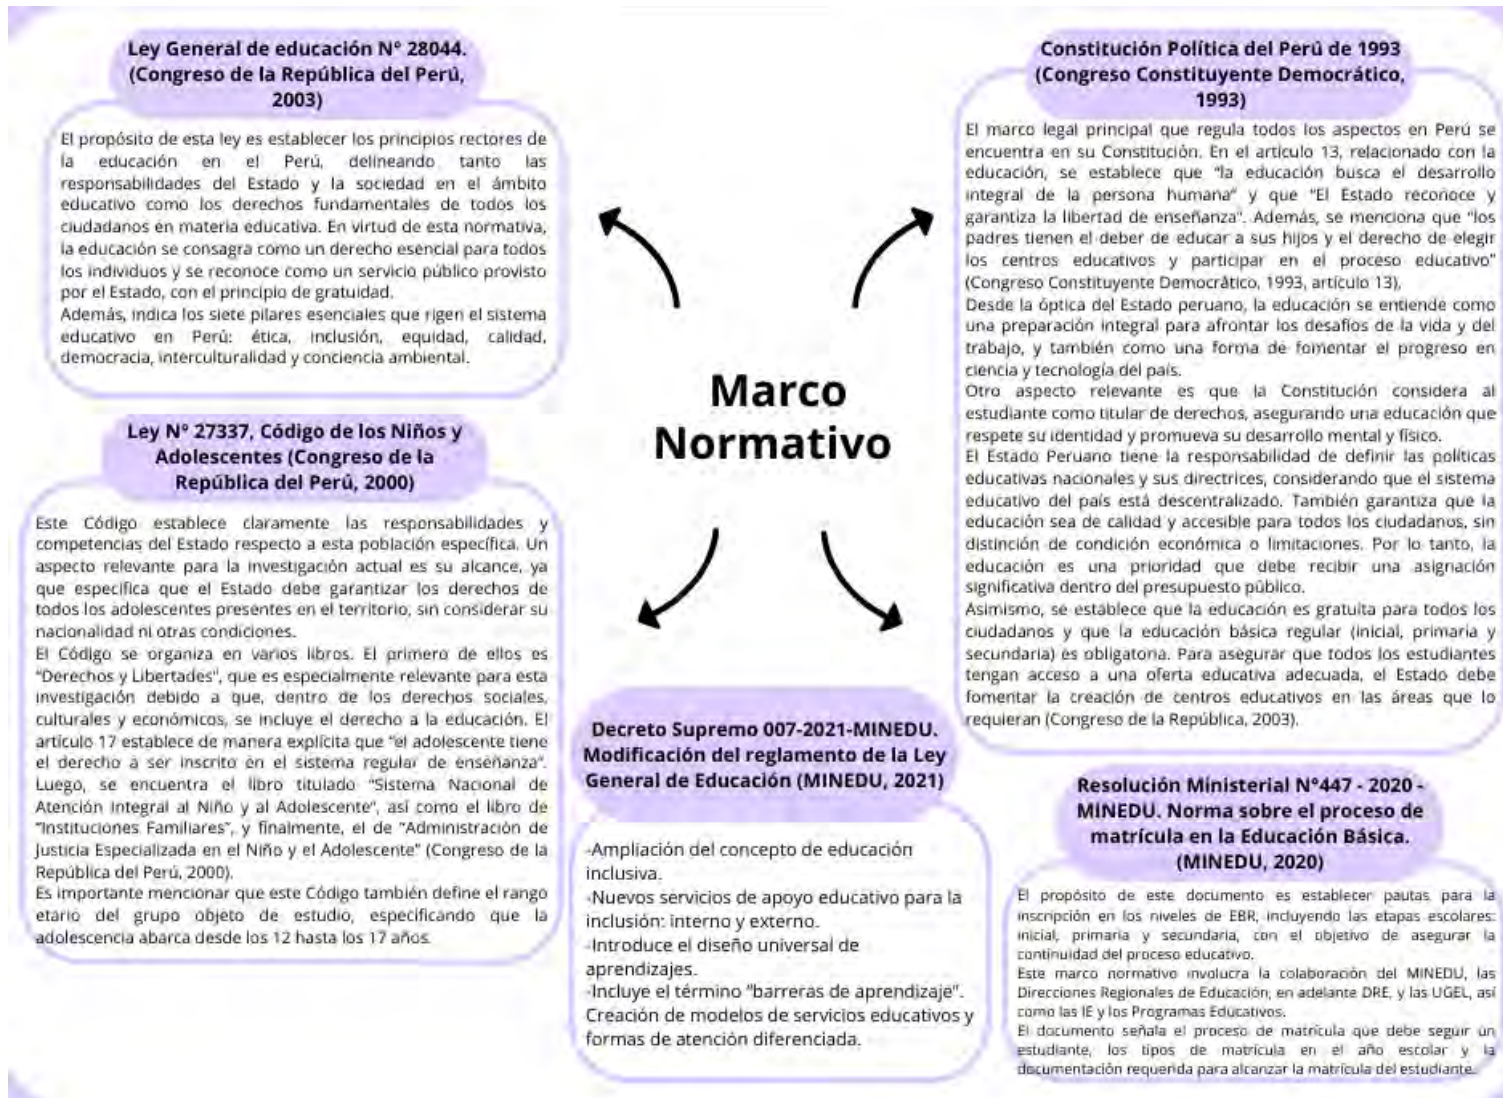 Ley General de educación N° 28044.
(Congreso de la República del Perú,
2003)
El propósito de esta ley es establecer los principios rectores de
la educación en el Perú, delineando tanto las
responsabilidades del Estado y la sociedad en el ámbito
educativo como los derechos fundamentales de todos los
ciudadanos en materia educativa. En virtud de esta normativa,
la educación se consagra como un derecho esencial para todos
los individuos y se reconoce como un servicio público provisto
por el Estado, con el principio de gratuidad.
Además, indica los siete pilares esenciales que rigen el sistema
educativo en Perú: ética, inclusión, equidad, calidad,
democracia, interculturalidad y conciencia ambiental.
Ley N° 27337, Código de los Niños y
Adolescentes (Congreso de la
República del Perú, 2000)
Este Código establece claramente las responsabilidades y
competencias del Estado respecto a esta población específica. Un
aspecto relevante para la investigación actual es su alcance, ya
que especifica que el Estado debe garantizar los derechos de
todos los adolescentes presentes en el territorio, sin considerar su
nacionalidad ni otras condiciones.
El Código se organiza en varios libros. El primero de ellos es
"Derechos y Libertades", que es especialmente relevante para esta
investigación debido a que, dentro de los derechos sociales,
culturales y económicos, se incluye el derecho a la educación. El
artículo 17 establece de manera explícita que "el adolescente tiene
el derecho a ser inscrito en el sistema regular de enseñanza".
Luego, se encuentra el libro titulado "Sistema Nacional de
Atención Integral al Niño y al Adolescente", así como el libro de
"Instituciones Familiares", y finalmente, el de "Administración de
Justicia Especializada en el Niño y el Adolescente" (Congreso de la
República del Perú, 2000).
Es importante mencionar que este Código también define el rango
etario del grupo objeto de estudio, especificando que la
adolescencia abarca desde los 12 hasta los 17 años.
Marco
Normativo
Decreto Supremo 007-2021-MINEDU.
Modificación del reglamento de la Ley
General de Educación (MINEDU, 2021)
-Ampliación del concepto de educación
inclusiva.
-Nuevos servicios de apoyo educativo para la
inclusión: interno y externo.
-Introduce el diseño universal de
aprendizajes.
-Incluye el término "barreras de aprendizaje".
Creación de modelos de servicios educativos y
formas de atención diferenciada.
Constitución Política del Perú de 1993
(Congreso Constituyente Democrático,
1993)
El marco legal principal que regula todos los aspectos en Perú se
encuentra en su Constitución. En el artículo 13, relacionado con la
educación, se establece que "la educación busca el desarrollo
integral de la persona humana" y que "El Estado reconoce y
garantiza la libertad de enseñanza". Además, se menciona que "los
padres tienen el deber de educar a sus hijos y el derecho de elegir
los centros educativos y participar en el proceso educativo"
(Congreso Constituyente Democrático, 1993, artículo 13).
Desde la óptica del Estado peruano, la educación se entiende como
una preparación integral para afrontar los desafíos de la vida y del
trabajo, y también como una forma de fomentar el progreso en
ciencia y tecnología del país.
Otro aspecto relevante es que la Constitución considera al
estudiante como titular de derechos, asegurando una educación que
respete su identidad y promueva su desarrollo mental y físico.
El Estado Peruano tiene la responsabilidad de definir las políticas
educativas nacionales y sus directrices, considerando que el sistema
educativo del país está descentralizado. También garantiza que la
educación sea de calidad y accesible para todos los ciudadanos, sin
distinción de condición económica o limitaciones. Por lo tanto, la
educación es una prioridad que debe recibir una asignación
significativa dentro del presupuesto público.
Asimismo, se establece que la educación es gratuita para todos los
ciudadanos y que la educación básica regular (inicial, primaria y
secundaria) es obligatoria. Para asegurar que todos los estudiantes
tengan acceso a una oferta educativa adecuada, el Estado debe
fomentar la creación de centros educativos en las áreas que lo
requieran (Congreso de la República, 2003).
Resolución Ministerial N°447 - 2020 -
MINEDU. Norma sobre el proceso de
matrícula en la Educación Básica.
(MINEDU, 2020)
El propósito de este documento es establecer pautas para la
inscripción en los niveles de EBR, incluyendo las etapas escolares:
inicial, primaria y secundaria, con el objetivo de asegurar la
continuidad del proceso educativo.
Este marco normativo involucra la colaboración del MINEDU, las
Direcciones Regionales de Educación, en adelante DRE, y las UGEL, así
como las IE y los Programas Educativos.
El documento señala el proceso de matrícula que debe seguir un
estudiante, los tipos de matrícula en el año escolar y la
documentación requerida para alcanzar la matrícula del estudiante.